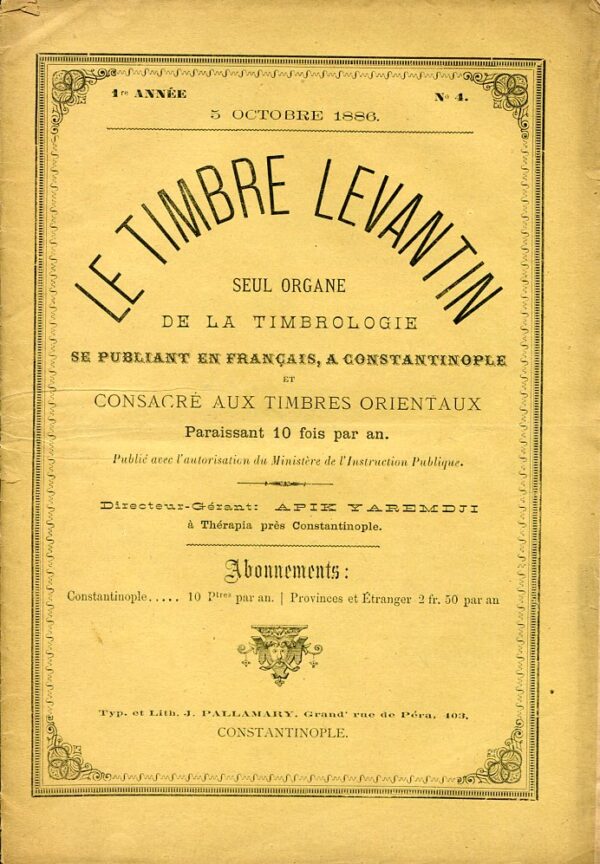 1re ANNÉE
No 4.
5 OCTOBRE 1886.
LE TIMBRE LEVANTIN
SEUL ORGANE
DE LA TIMBROLOGIE
SE PUBLIANT EN FRANÇAIS, A CONSTANTINOPLE
ET
CONSACRÉ AUX TIMBRES ORIENTAUX
Paraissant 10 fois par an.
Publié avec l'autorisation du Ministère de l'Instruction Publique.
Directeur-Gérant: APIK YAREMDJI
à Thérapia près Constantinople.
Abonnements:
Constantinople..... 10 Ptres par an. | Provinces et Étranger 2 fr. 50 par an
Typ. et Lith. J. PALLAMARY. Grand' rue de Péra, 403,
CONSTANTINOPLE.